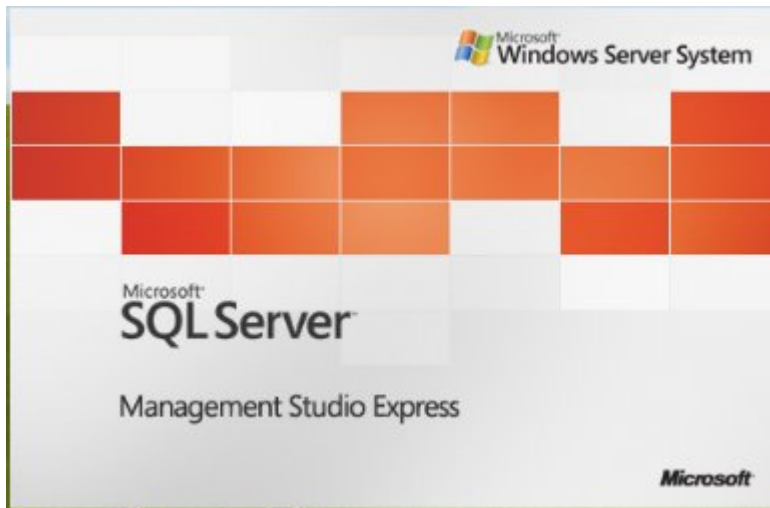 Microsoft
Windows Server System
Microsoft
SQL Server
Management Studio Express
Microsoft